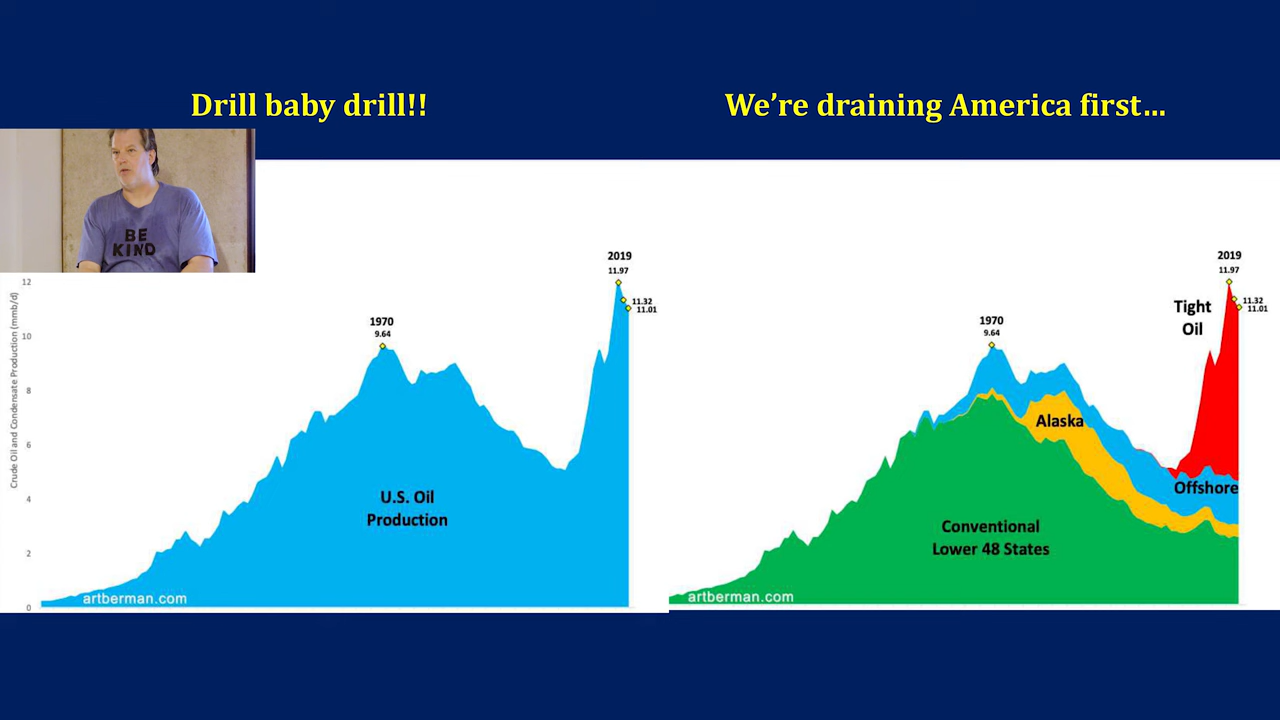 Drill baby drill!!
We're draining America first...
BE
KIND
2019
11.97
11.32
11.01
1970
9.64
12
10
8
6
4
2
0
Crude Oil and Condensate Production (mmb/d)
U.S. Oil
Production
artberman.com
2019
11.97
11.32
11.01
Tight
Oil
1970
9.64
Alaska
Offshore
Conventional
Lower 48 States
artberman.com